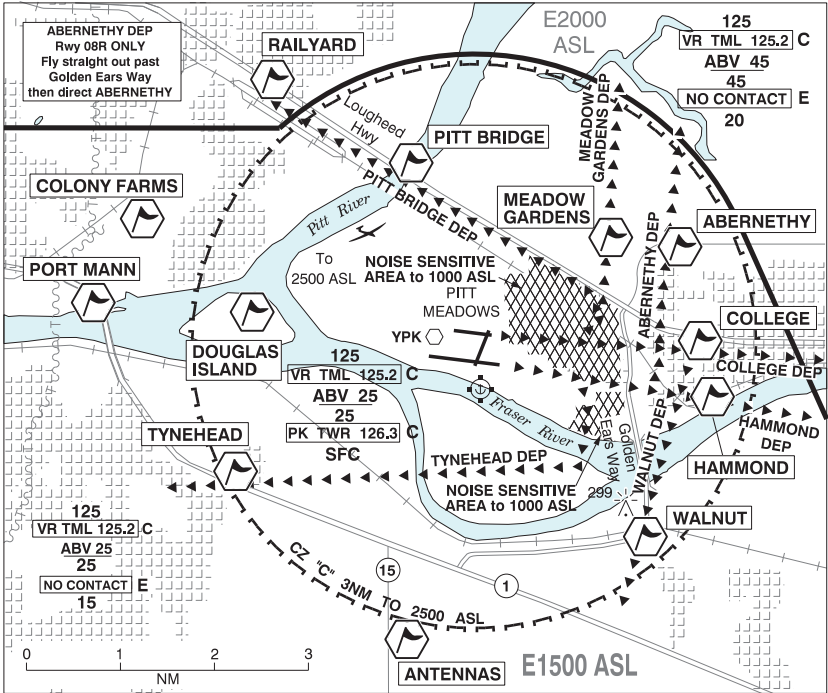 ABERNETHY DEP
Rwy 08R ONLY
Fly straight out past
Golden Ears Way
then direct ABERNETHY
RAILYARD
E2000
ASL
125
VR TML 125.2 C
ABV 45
45
NO CONTACT E
20
Lougheed
Hwy
PITT BRIDGE
MEADOW
GARDENS DEP
COLONY FARMS
PITT BRIDGE DEP
Pitt River
MEADOW
GARDENS
ABERNETHY
ABERNETHY DEP
To
2500 ASL
NOISE SENSITIVE
AREA to 1000 ASL
PORT MANN
PITT
MEADOWS
YPK
COLLEGE
COLLEGE DEP
DOUGLAS
ISLAND
125
VR TML 125.2 C
ABV 25
25
PK TWR 126.3 C
SFC
Fraser River
Golden
Ears Way
WALNUT DEP
HAMMOND
DEP
HAMMOND
TYNEHEAD
TYNEHEAD DEP
NOISE SENSITIVE
AREA to 1000 ASL
299
WALNUT
125
VR TML 125.2 C
ABV 25
25
NO CONTACT E
15
CZ "C" 3NM TO 2500 ASL
15
1
ANTENNAS
E1500 ASL
0 1 2 3
NM